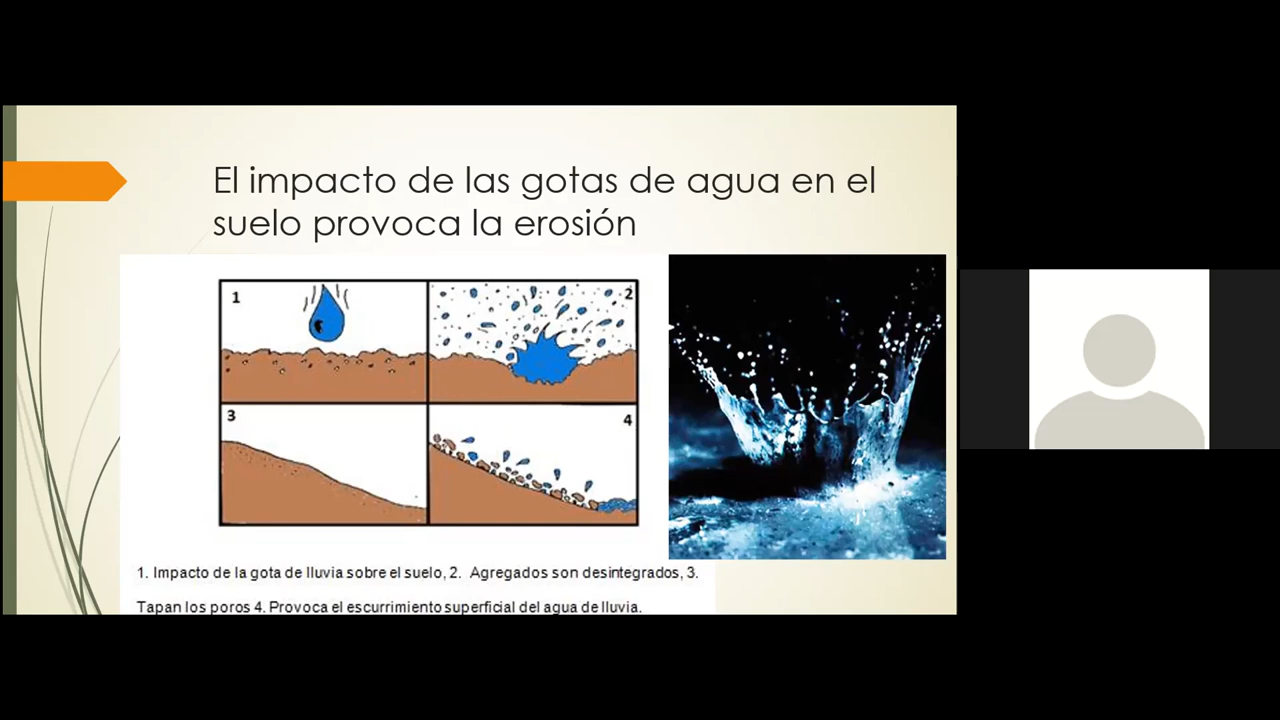 El impacto de las gotas de agua en el
suelo provoca la erosión
1
2
3
4
1. Impacto de la gota de lluvia sobre el suelo, 2. Agregados son desintegrados, 3.
Tapan los poros 4. Provoca el escurrimiento superficial del agua de lluvia.